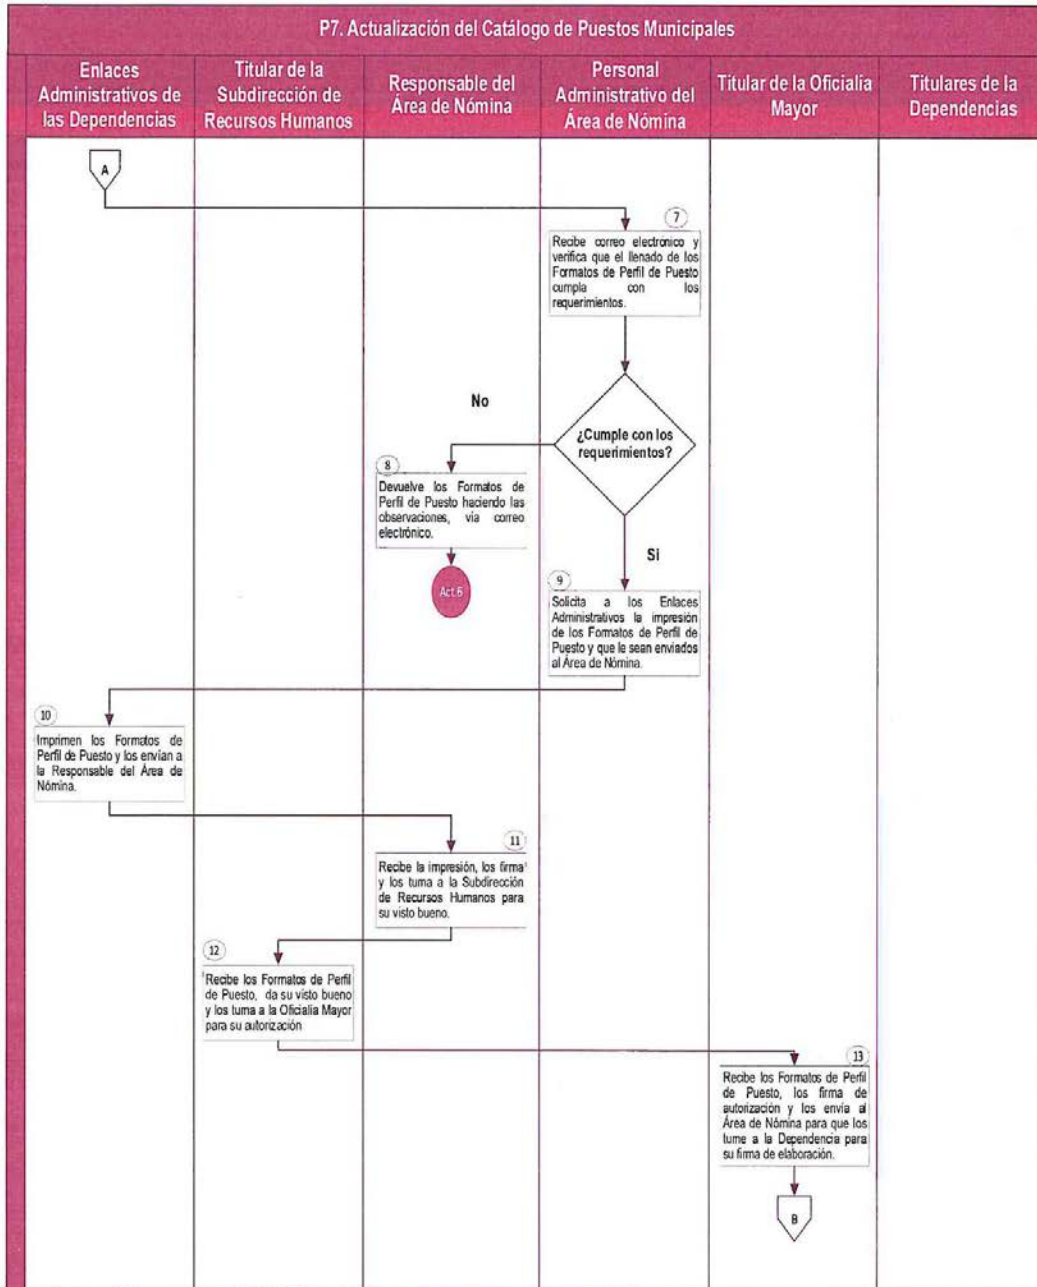 P7. Actualización del Catálogo de Puestos Municipales
Enlaces
Administrativos de
las Dependencias
Titular de la
Subdirección de
Recursos Humanos
Responsable del
Área de Nómina
Personal
Administrativo del
Área de Nómina
Titular de la Oficialía
Mayor
Titulares de la
Dependencias
A
7
Recibe correo electrónico y
verifica que el llenado de los
Formatos de Perfil de Puesto
cumpla con los
requerimientos.
¿Cumple con los
requerimientos?
No
8
Devuelve los Formatos de
Perfil de Puesto haciendo las
observaciones, vía correo
electrónico.
Act.6
Si
9
Solicita a los Enlaces
Administrativos la impresión
de los Formatos de Perfil de
Puesto y que le sean enviados
al Área de Nómina.
10
Imprimen los Formatos de
Perfil de Puesto y los envían a
la Responsable del Área de
Nómina.
11
Recibe la impresión, los firma
y los turna a la Subdirección
de Recursos Humanos para
su visto bueno.
12
Recibe los Formatos de Perfil
de Puesto, da su visto bueno
y los turna a la Oficialía Mayor
para su autorización
13
Recibe los Formatos de Perfil
de Puesto, los firma de
autorización y los envía al
Área de Nómina para que los
turne a la Dependencia para
su firma de elaboración.
B